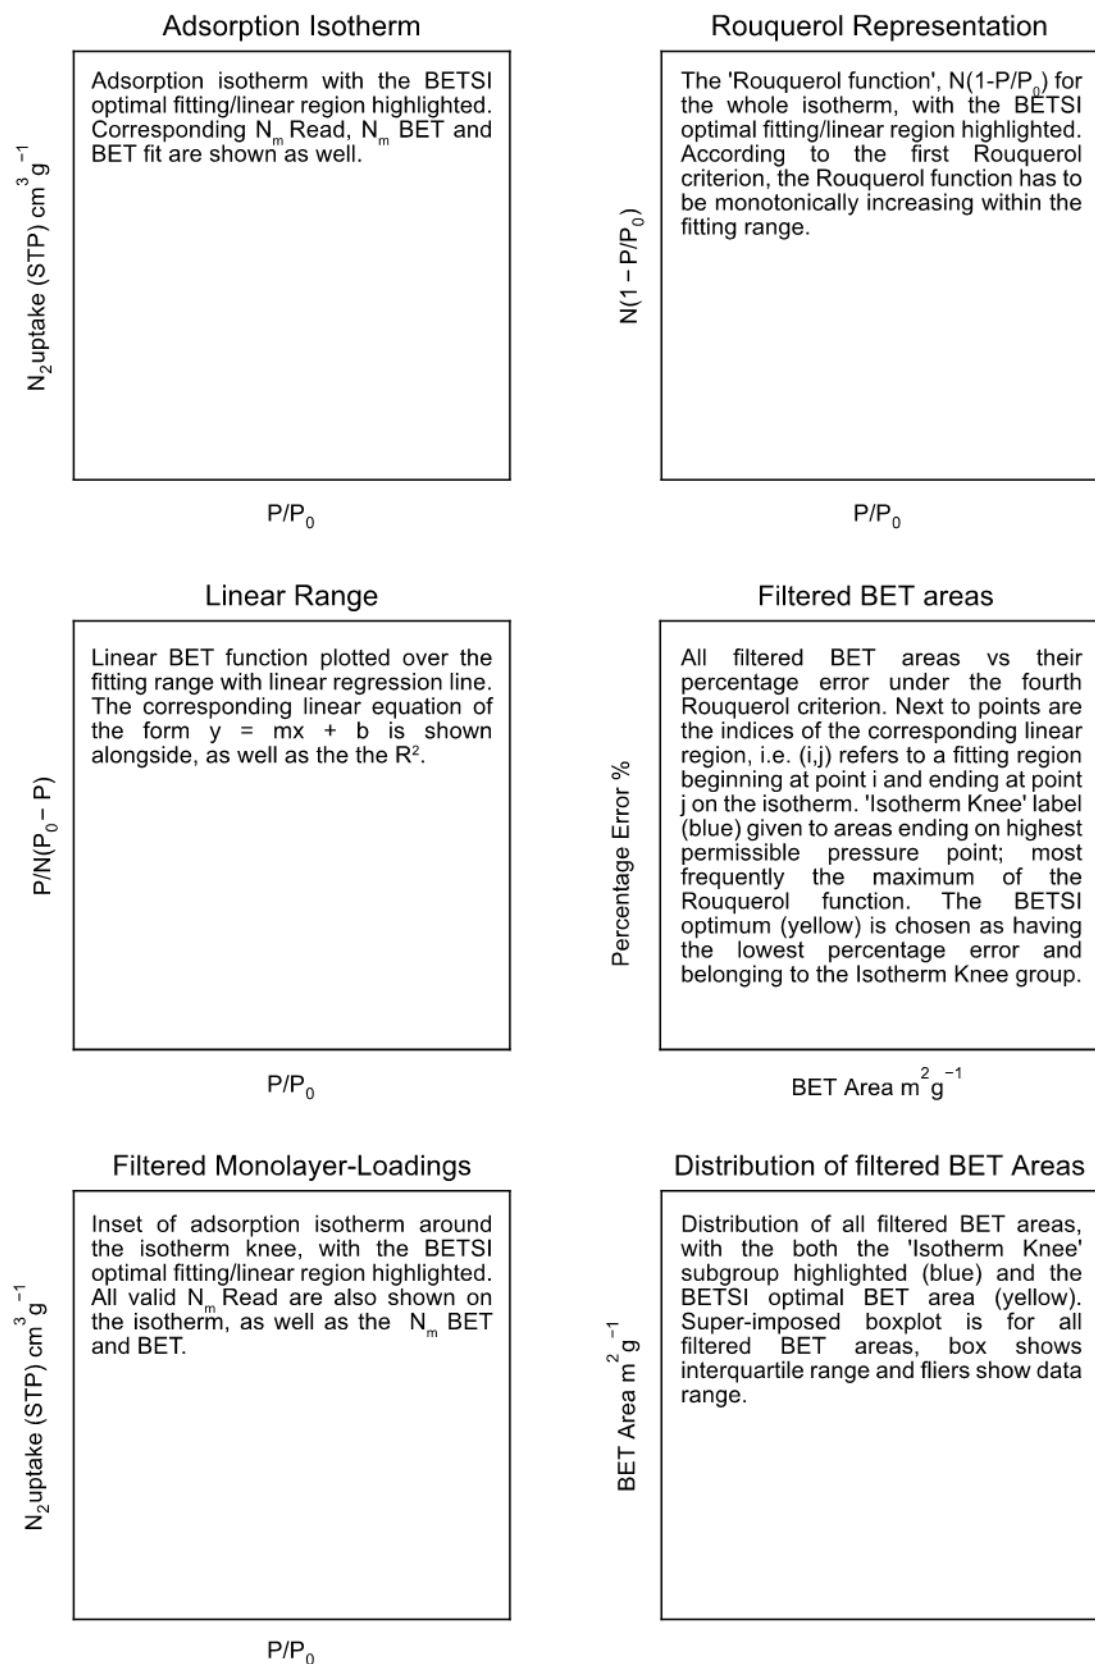 Adsorption Isotherm
Adsorption isotherm with the BETSI
optimal fitting/linear region highlighted.
Corresponding Nm Read, Nm BET and
BET fit are shown as well.
N2uptake (STP) cm3 g−1
P/P0
Rouquerol Representation
The 'Rouquerol function', N(1-P/P0) for
the whole isotherm, with the BETSI
optimal fitting/linear region highlighted.
According to the first Rouquerol
criterion, the Rouquerol function has to
be monotonically increasing within the
fitting range.
N(1 − P/P0)
P/P0
Linear Range
Linear BET function plotted over the
fitting range with linear regression line.
The corresponding linear equation of
the form y = mx + b is shown
alongside, as well as the the R2.
P/N(P0 − P)
P/P0
Filtered BET areas
All filtered BET areas vs their
percentage error under the fourth
Rouquerol criterion. Next to points are
the indices of the corresponding linear
region, i.e. (i,j) refers to a fitting region
beginning at point i and ending at point
j on the isotherm. 'Isotherm Knee' label
(blue) given to areas ending on highest
permissible pressure point; most
frequently the maximum of the
Rouquerol function. The BETSI
optimum (yellow) is chosen as having
the lowest percentage error and
belonging to the Isotherm Knee group.
Percentage Error %
BET Area m2 g−1
Filtered Monolayer-Loadings
Inset of adsorption isotherm around
the isotherm knee, with the BETSI
optimal fitting/linear region highlighted.
All valid Nm Read are also shown on
the isotherm, as well as the Nm BET
and BET.
N2uptake (STP) cm3 g−1
P/P0
Distribution of filtered BET Areas
Distribution of all filtered BET areas,
with the both the 'Isotherm Knee'
subgroup highlighted (blue) and the
BETSI optimal BET area (yellow).
Super-imposed boxplot is for all
filtered BET areas, box shows
interquartile range and fliers show data
range.
BET Area m2 g−1